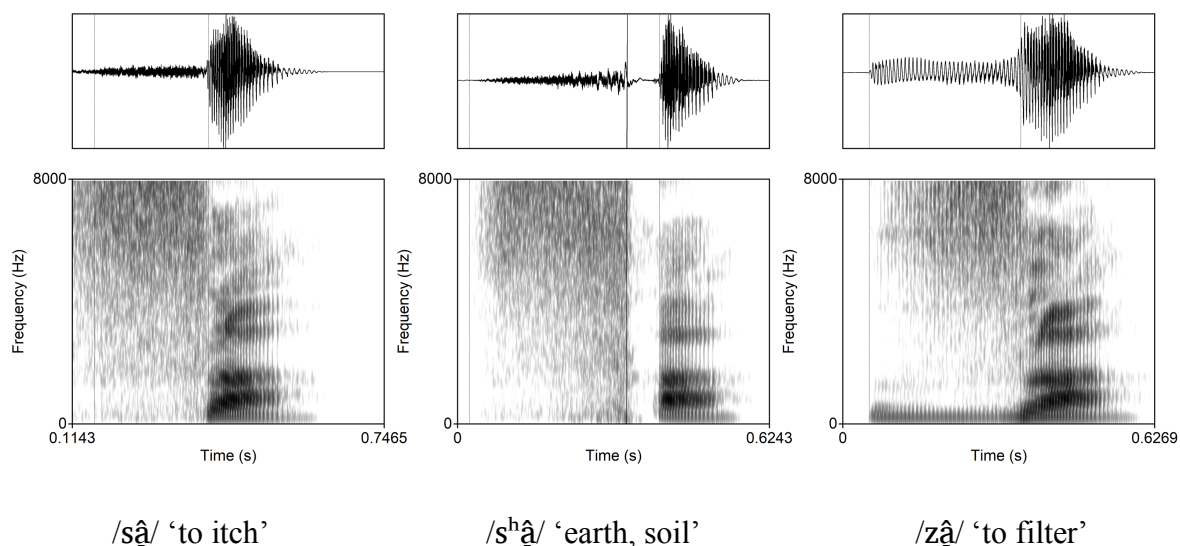 8000
Frequency (Hz)
0
0.1143
0.7465
Time (s)
8000
Frequency (Hz)
0
0
0.6243
Time (s)
8000
Frequency (Hz)
0
0
0.6269
Time (s)
/sâ̰/ ‘to itch’
/sʰâ̰/ ‘earth, soil’
/zâ̰/ ‘to filter’